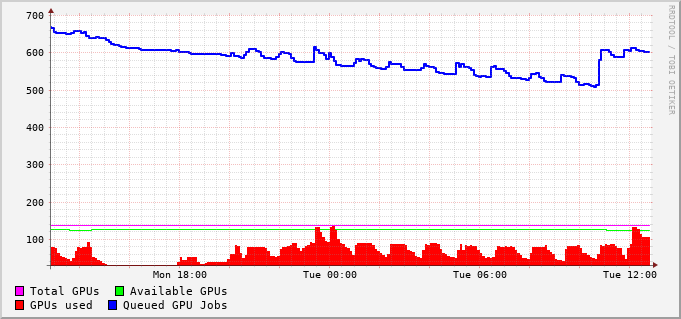 700
600
500
400
300
200
100
Mon 18:00 Tue 00:00 Tue 06:00 Tue 12:00
Total GPUs Available GPUs
GPUs used Queued GPU Jobs
RRDTOOL / TOBI OETIKER